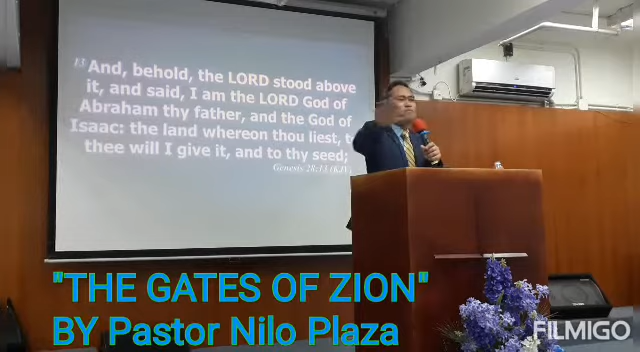 13 And, behold, the LORD stood above
it, and said, I am the LORD God of
Abraham thy father, and the God of
Isaac: the land whereon thou liest, t
thee will I give it, and to thy seed;
Genesis 28:13 (KJV
"THE GATES OF ZION"
BY Pastor Nilo Plaza
FILMIGO